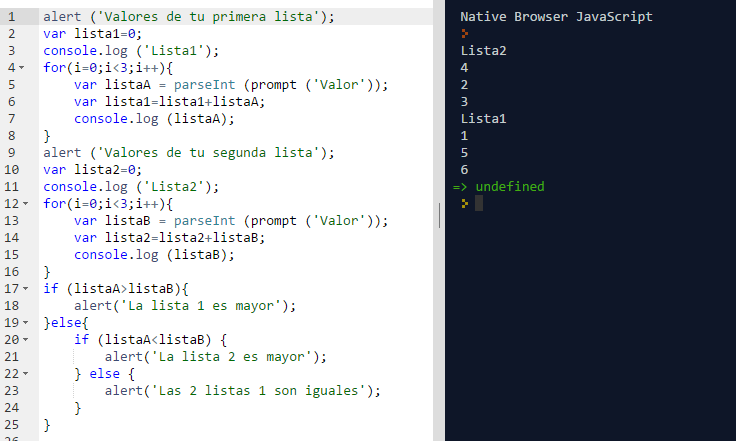 1 alert ('Valores de tu primera lista');
2 var lista1=0;
3 console.log ('Lista1');
4 for(i=0;i<3;i++){
5 var listaA = parseInt (prompt ('Valor'));
6 var lista1=lista1+listaA;
7 console.log (listaA);
8 }
9 alert ('Valores de tu segunda lista');
10 var lista2=0;
11 console.log ('Lista2');
12 for(i=0;i<3;i++){
13 var listaB = parseInt (prompt ('Valor'));
14 var lista2=lista2+listaB;
15 console.log (listaB);
16 }
17 if (listaA>listaB){
18 alert('La lista 1 es mayor');
19 }else{
20 if (listaA<listaB) {
21 alert('La lista 2 es mayor');
22 } else {
23 alert('Las 2 listas 1 son iguales');
24 }
25 }
Native Browser JavaScript
Lista2
4
2
3
Lista1
1
5
6
=> undefined